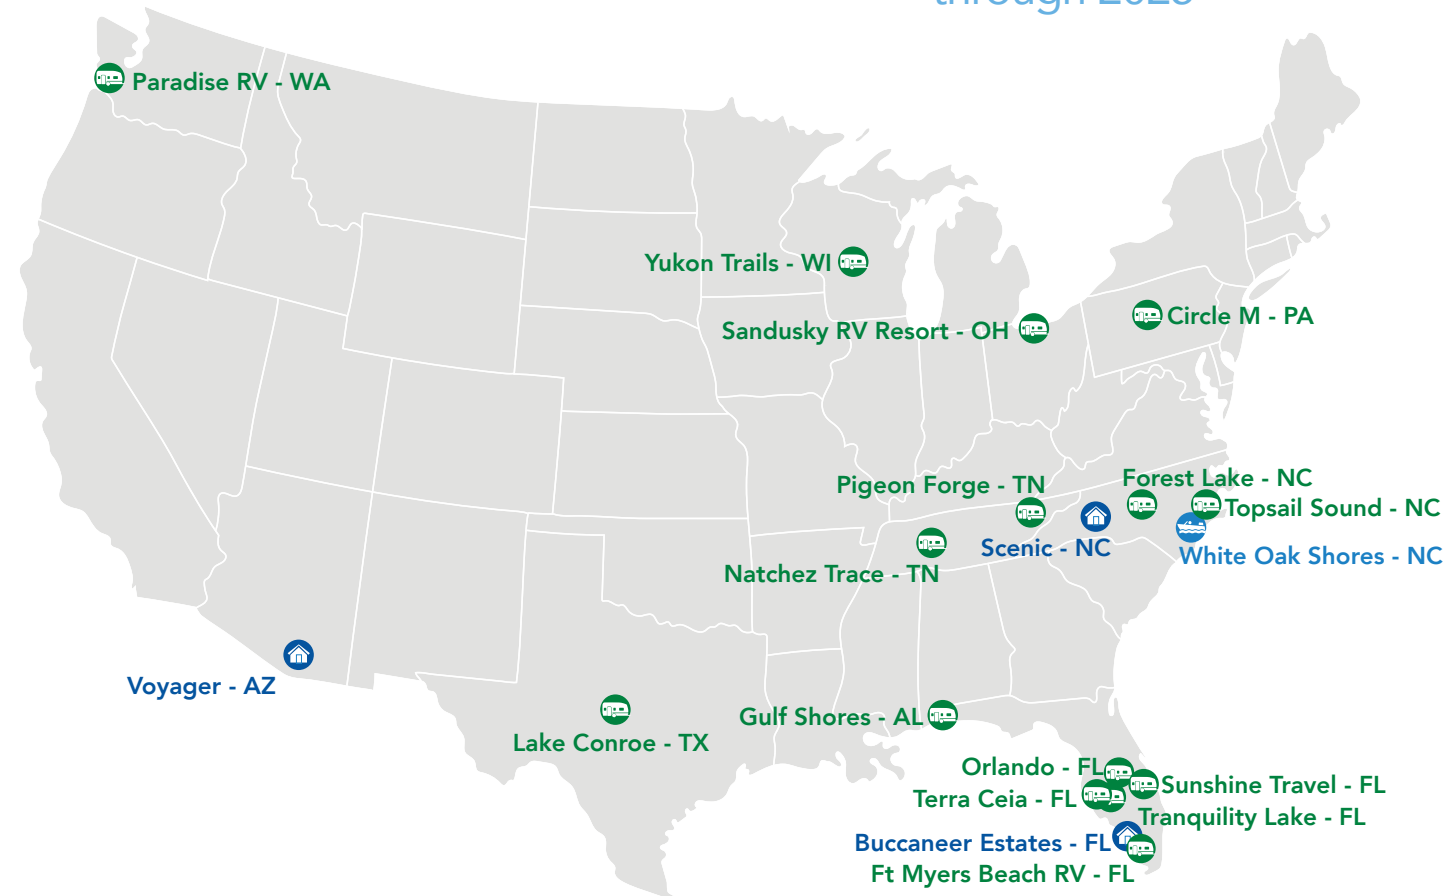 Paradise RV - WA
Yukon Trails - WI
Circle M - PA
Sandusky RV Resort - OH
Forest Lake - NC
Pigeon Forge - TN
Topsail Sound - NC
Scenic - NC
White Oak Shores - NC
Natchez Trace - TN
Voyager - AZ
Gulf Shores - AL
Lake Conroe - TX
Orlando - FL
Sunshine Travel - FL
Terra Ceia - FL
Tranquility Lake - FL
Buccaneer Estates - FL
Ft Myers Beach RV - FL